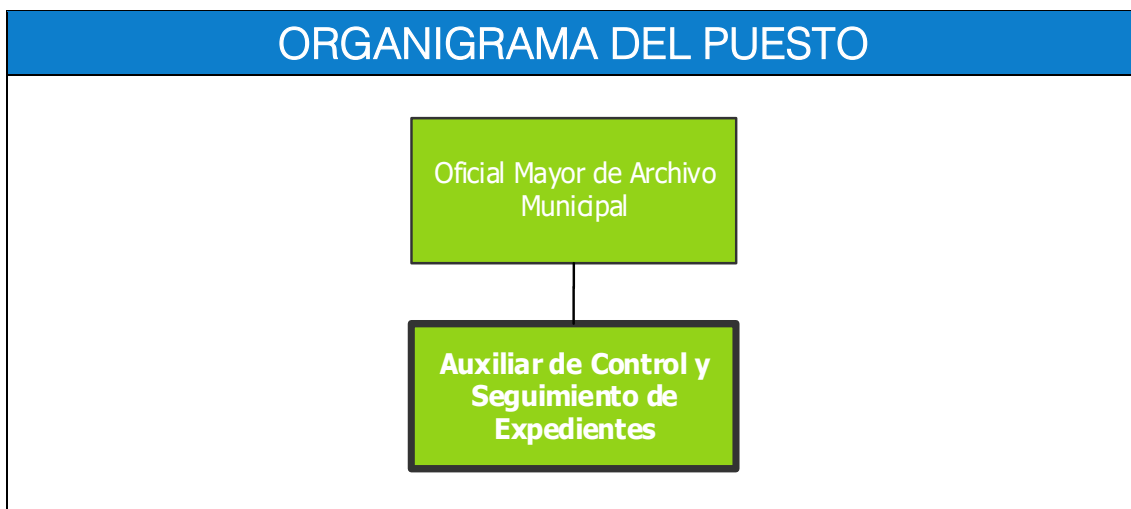 ORGANIGRAMA DEL PUESTO
Oficial Mayor de Archivo
Municipal
Auxiliar de Control y
Seguimiento de
Expedientes